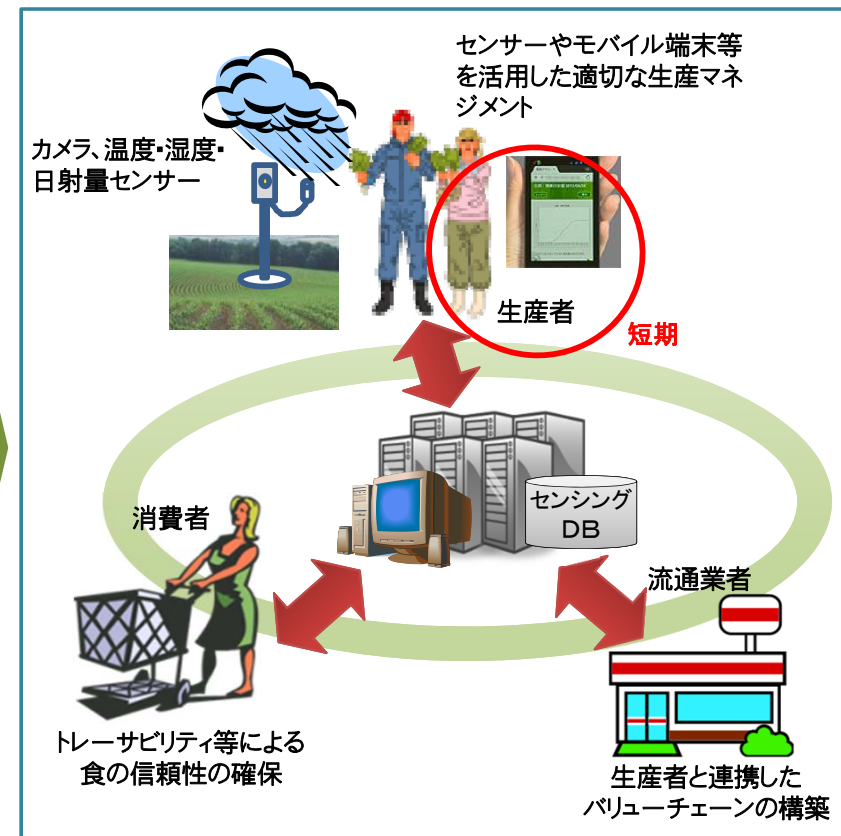 センサーやモバイル端末等
を活用した適切な生産マネ
ジメント
カメラ、温度・湿度・
日射量センサー
生産者
短期
消費者
センシング
DB
流通業者
トレーサビリティ等による
食の信頼性の確保
生産者と連携した
バリューチェーンの構築